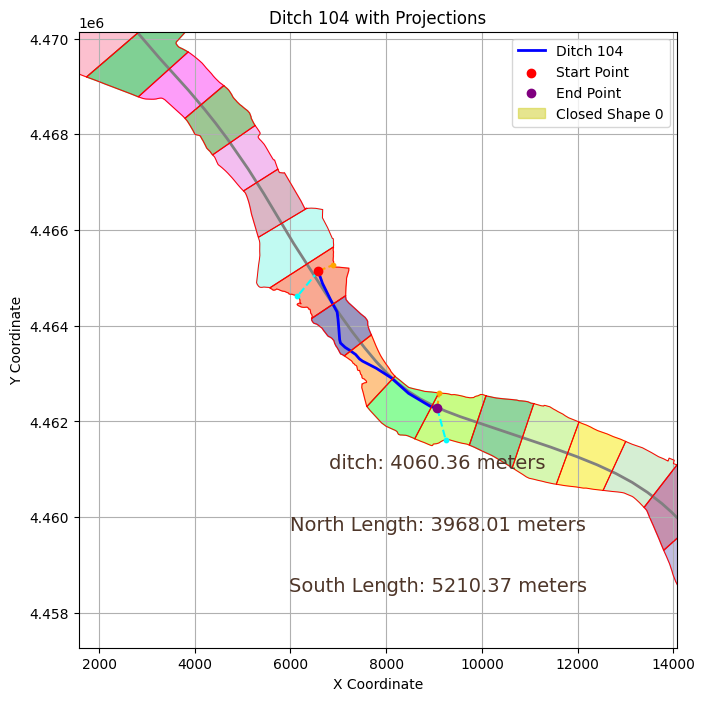 Ditch 104 with Projections
1e6
Ditch 104
Start Point
End Point
Closed Shape 0
4.470
4.468
4.466
4.464
4.462
4.460
4.458
Y Coordinate
ditch: 4060.36 meters
North Length: 3968.01 meters
South Length: 5210.37 meters
2000 4000 6000 8000 10000 12000 14000
X Coordinate